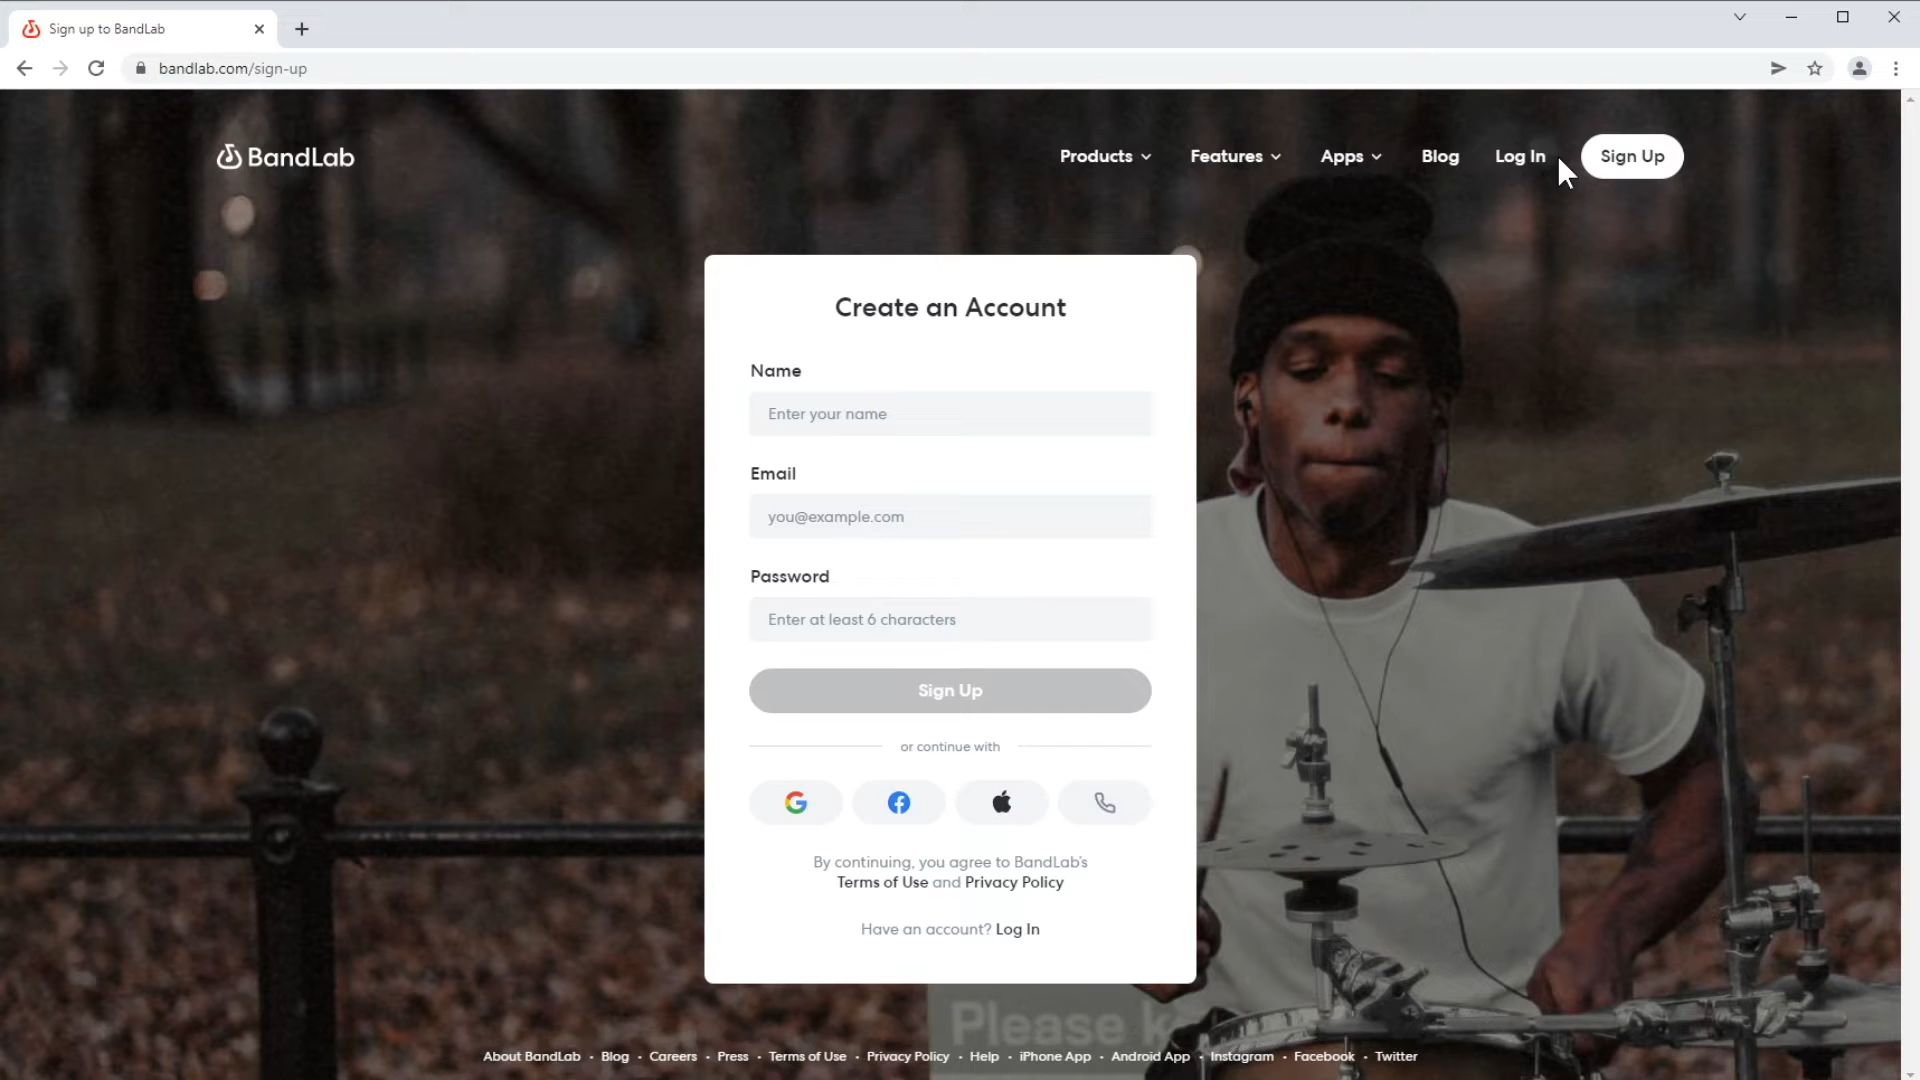 Sign up to BandLab
bandlab.com/sign-up
BandLab
Products
Features
Apps
Blog
Log In
Sign Up
Create an Account
Name
Enter your name
Email
you@example.com
Password
Enter at least 6 characters
Sign Up
or continue with
By continuing, you agree to BandLab's
Terms of Use and Privacy Policy
Have an account? Log In
Please k
About BandLab · Blog · Careers · Press · Terms of Use · Privacy Policy · Help · iPhone App · Android App · Instagram · Facebook · Twitter